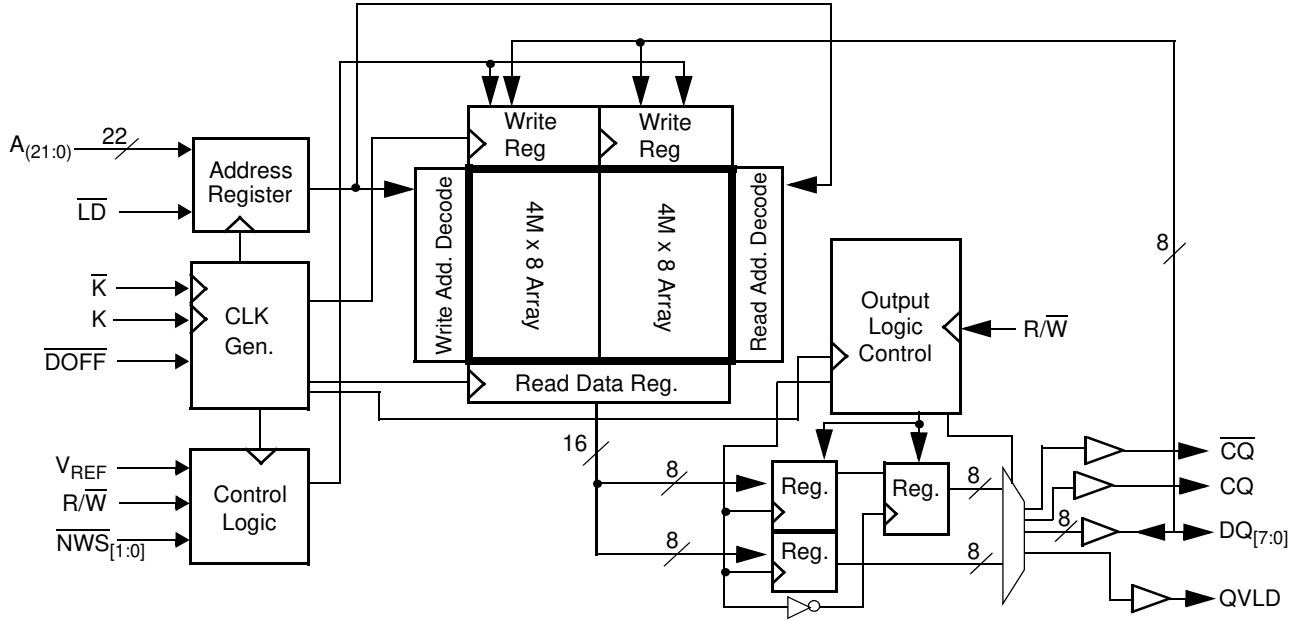 A(21:0)
22
LD
Address
Register
K
K
DOFF
CLK
Gen.
VREF
R/W
NWS[1:0]
Control
Logic
Write
Reg
Write
Reg
Write Add. Decode
4M x 8 Array
4M x 8 Array
Read Add. Decode
Read Data Reg.
16
8
8
Output
Logic
Control
R/W
8
Reg.
Reg.
Reg.
8
8
8
CQ
CQ
DQ[7:0]
QVLD